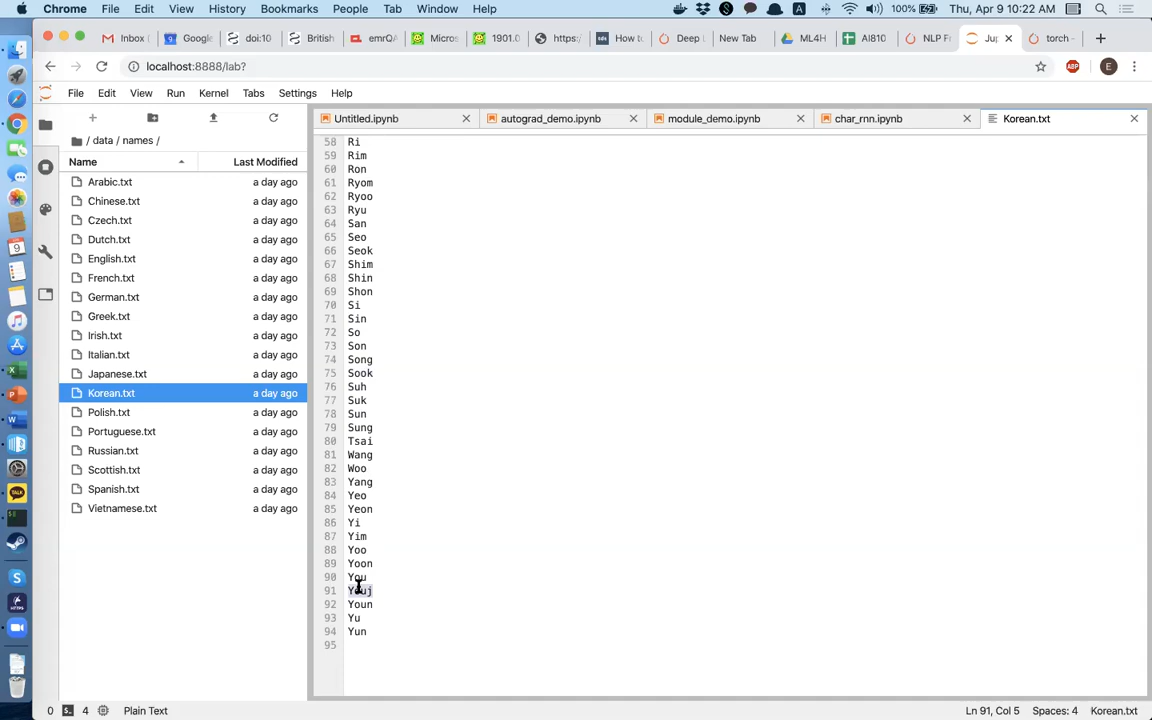 Chrome File Edit View History Bookmarks People Tab Window Help 100% Thu, Apr 9 10:22 AM
Inbox Google doi:10 British emrQA Micros 1901.0 https:/ How to Deep L New Tab ML4H AI810 NLP F Jup torch
localhost:8888/lab?
File Edit View Run Kernel Tabs Settings Help
Untitled.ipynb autograd_demo.ipynb module_demo.ipynb char_rnn.ipynb Korean.txt
/ data / names /
Name Last Modified
Arabic.txt a day ago
Chinese.txt a day ago
Czech.txt a day ago
Dutch.txt a day ago
English.txt a day ago
French.txt a day ago
German.txt a day ago
Greek.txt a day ago
Irish.txt a day ago
Italian.txt a day ago
Japanese.txt a day ago
Korean.txt a day ago
Polish.txt a day ago
Portuguese.txt a day ago
Russian.txt a day ago
Scottish.txt a day ago
Spanish.txt a day ago
Vietnamese.txt a day ago
58 Ri
59 Rim
60 Ron
61 Ryom
62 Ryoo
63 Ryu
64 San
65 Seo
66 Seok
67 Shim
68 Shin
69 Shon
70 Si
71 Sin
72 So
73 Son
74 Song
75 Sook
76 Suh
77 Suk
78 Sun
79 Sung
80 Tsai
81 Wang
82 Woo
83 Yang
84 Yeo
85 Yeon
86 Yi
87 Yim
88 Yoo
89 Yoon
90 You
91 Youj
92 Youn
93 Yu
94 Yun
95
0 4 Plain Text Ln 91, Col 5 Spaces: 4 Korean.txt